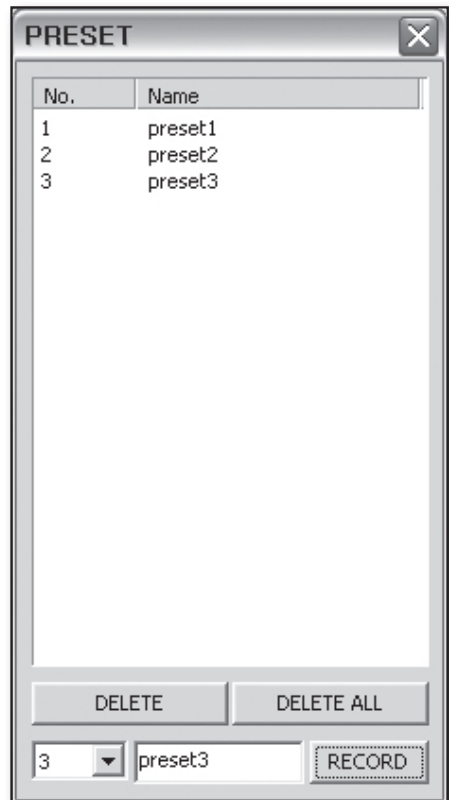 PRESET
No. Name
1 preset1
2 preset2
3 preset3
DELETE DELETE ALL
3 preset3 RECORD